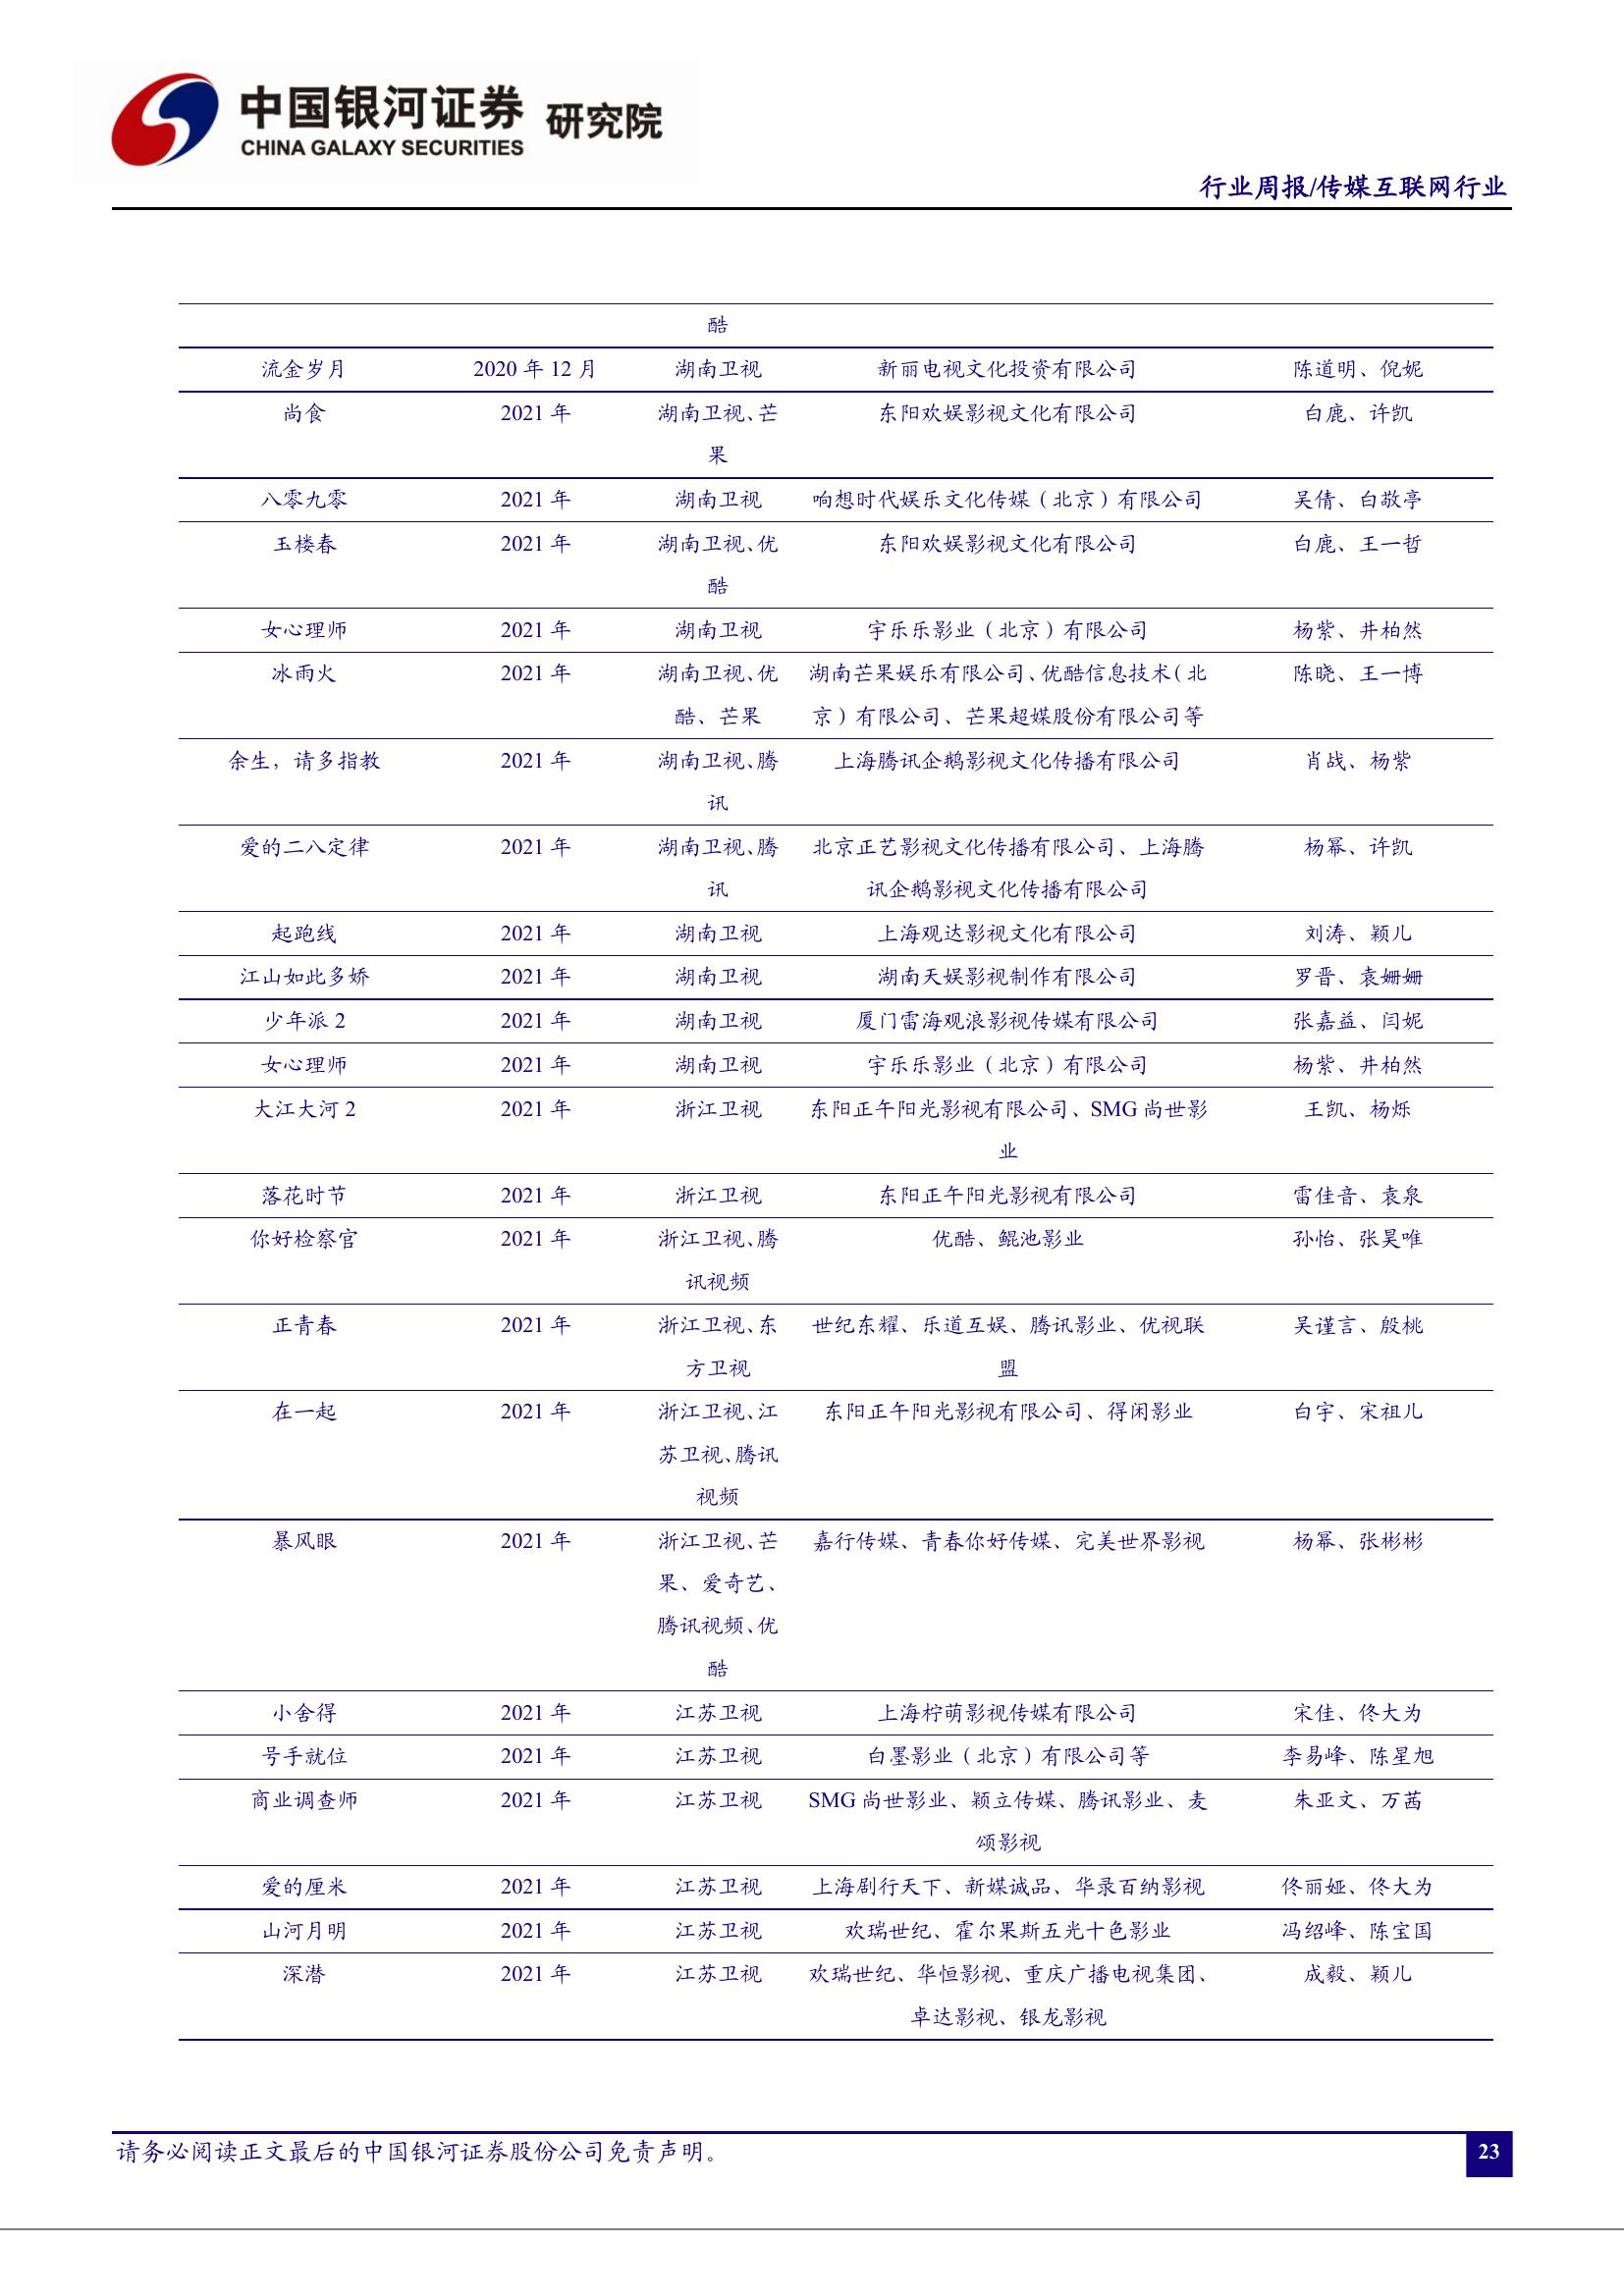 中国银河证券 研究院
CHINA GALAXY SECURITIES
行业周报/传媒互联网行业
酷
流金岁月 2020 年 12 月 湖南卫视 新丽电视文化投资有限公司 陈道明、倪妮
尚食 2021 年 湖南卫视、芒 东阳欢娱影视文化有限公司 白鹿、许凯
果
八零九零 2021 年 湖南卫视 响想时代娱乐文化传媒（北京）有限公司 吴倩、白敬亭
玉楼春 2021 年 湖南卫视、优 东阳欢娱影视文化有限公司 白鹿、王一哲
酷
女心理师 2021 年 湖南卫视 宇乐乐影业（北京）有限公司 杨紫、井柏然
冰雨火 2021 年 湖南卫视、优 湖南芒果娱乐有限公司、优酷信息技术（北 陈晓、王一博
酷、芒果 京）有限公司、芒果超媒股份有限公司等
余生，请多指教 2021 年 湖南卫视、腾 上海腾讯企鹅影视文化传播有限公司 肖战、杨紫
讯
爱的二八定律 2021 年 湖南卫视、腾 北京正艺影视文化传播有限公司、上海腾 杨幂、许凯
讯 讯企鹅影视文化传播有限公司
起跑线 2021 年 湖南卫视 上海观达影视文化有限公司 刘涛、颖儿
江山如此多娇 2021 年 湖南卫视 湖南天娱影视制作有限公司 罗晋、袁姗姗
少年派 2 2021 年 湖南卫视 厦门雷海观浪影视传媒有限公司 张嘉益、闫妮
女心理师 2021 年 湖南卫视 宇乐乐影业（北京）有限公司 杨紫、井柏然
大江大河 2 2021 年 浙江卫视 东阳正午阳光影视有限公司、SMG 尚世影 王凯、杨烁
业
落花时节 2021 年 浙江卫视 东阳正午阳光影视有限公司 雷佳音、袁泉
你好检察官 2021 年 浙江卫视、腾 优酷、鲲池影业 孙怡、张昊唯
讯视频
正青春 2021 年 浙江卫视、东 世纪东耀、乐道互娱、腾讯影业、优视联 吴谨言、殷桃
方卫视 盟
在一起 2021 年 浙江卫视、江 东阳正午阳光影视有限公司、得闲影业 白宇、宋祖儿
苏卫视、腾讯
视频
暴风眼 2021 年 浙江卫视、芒 嘉行传媒、青春你好传媒、完美世界影视 杨幂、张彬彬
果、爱奇艺、
腾讯视频、优
酷
小舍得 2021 年 江苏卫视 上海柠萌影视传媒有限公司 宋佳、佟大为
号手就位 2021 年 江苏卫视 白墨影业（北京）有限公司等 李易峰、陈星旭
商业调查师 2021 年 江苏卫视 SMG 尚世影业、颖立传媒、腾讯影业、麦 朱亚文、万茜
颂影视
爱的厘米 2021 年 江苏卫视 上海剧行天下、新媒诚品、华录百纳影视 佟丽娅、佟大为
山河月明 2021 年 江苏卫视 欢瑞世纪、霍尔果斯五光十色影业 冯绍峰、陈宝国
深潜 2021 年 江苏卫视 欢瑞世纪、华恒影视、重庆广播电视集团、 成毅、颖儿
卓达影视、银龙影视
请务必阅读正文最后的中国银河证券股份公司免责声明。
23